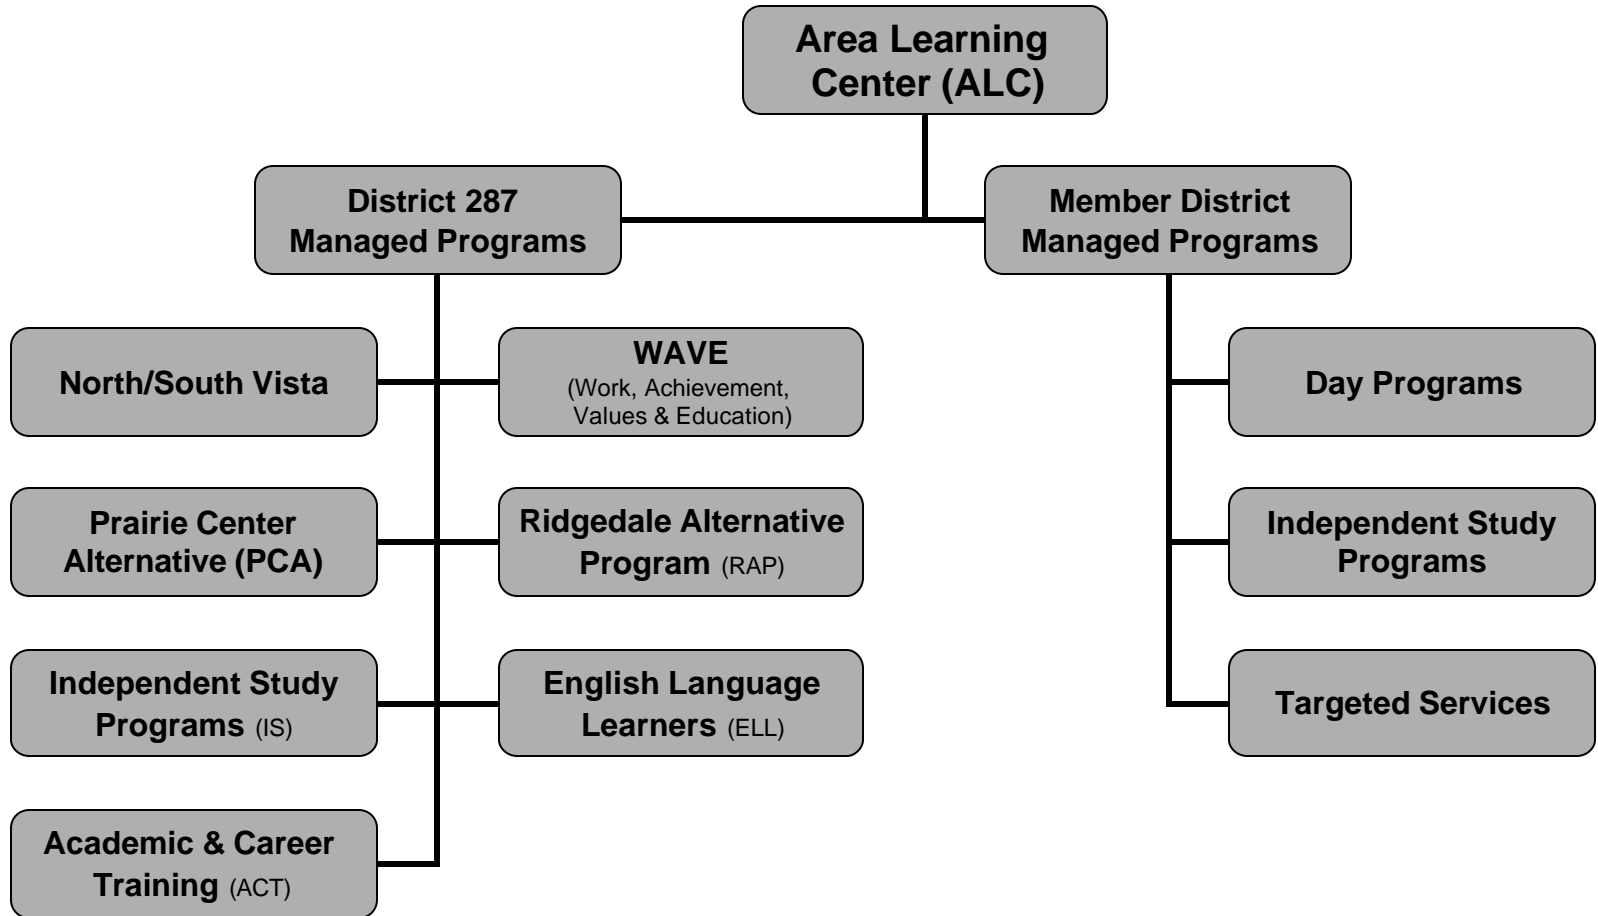 Area Learning
Center (ALC)
District 287
Managed Programs
Member District
Managed Programs
North/South Vista
WAVE
(Work, Achievement,
Values & Education)
Day Programs
Prairie Center
Alternative (PCA)
Ridgedale Alternative
Program (RAP)
Independent Study
Programs
Independent Study
Programs (IS)
English Language
Learners (ELL)
Targeted Services
Academic & Career
Training (ACT)